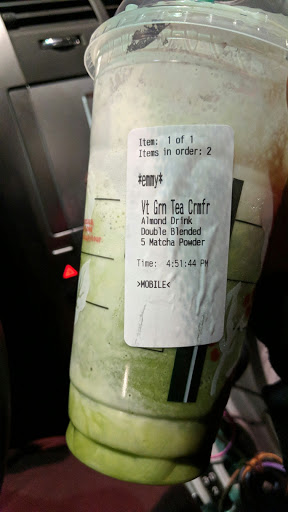 Item: 1 of 1
Items in order: 2
*emmy*
Vt Grn Tea Crmfr
Almond Drink
Double Blended
5 Matcha Powder
Time: 4:51:44 PM
>MOBILE<